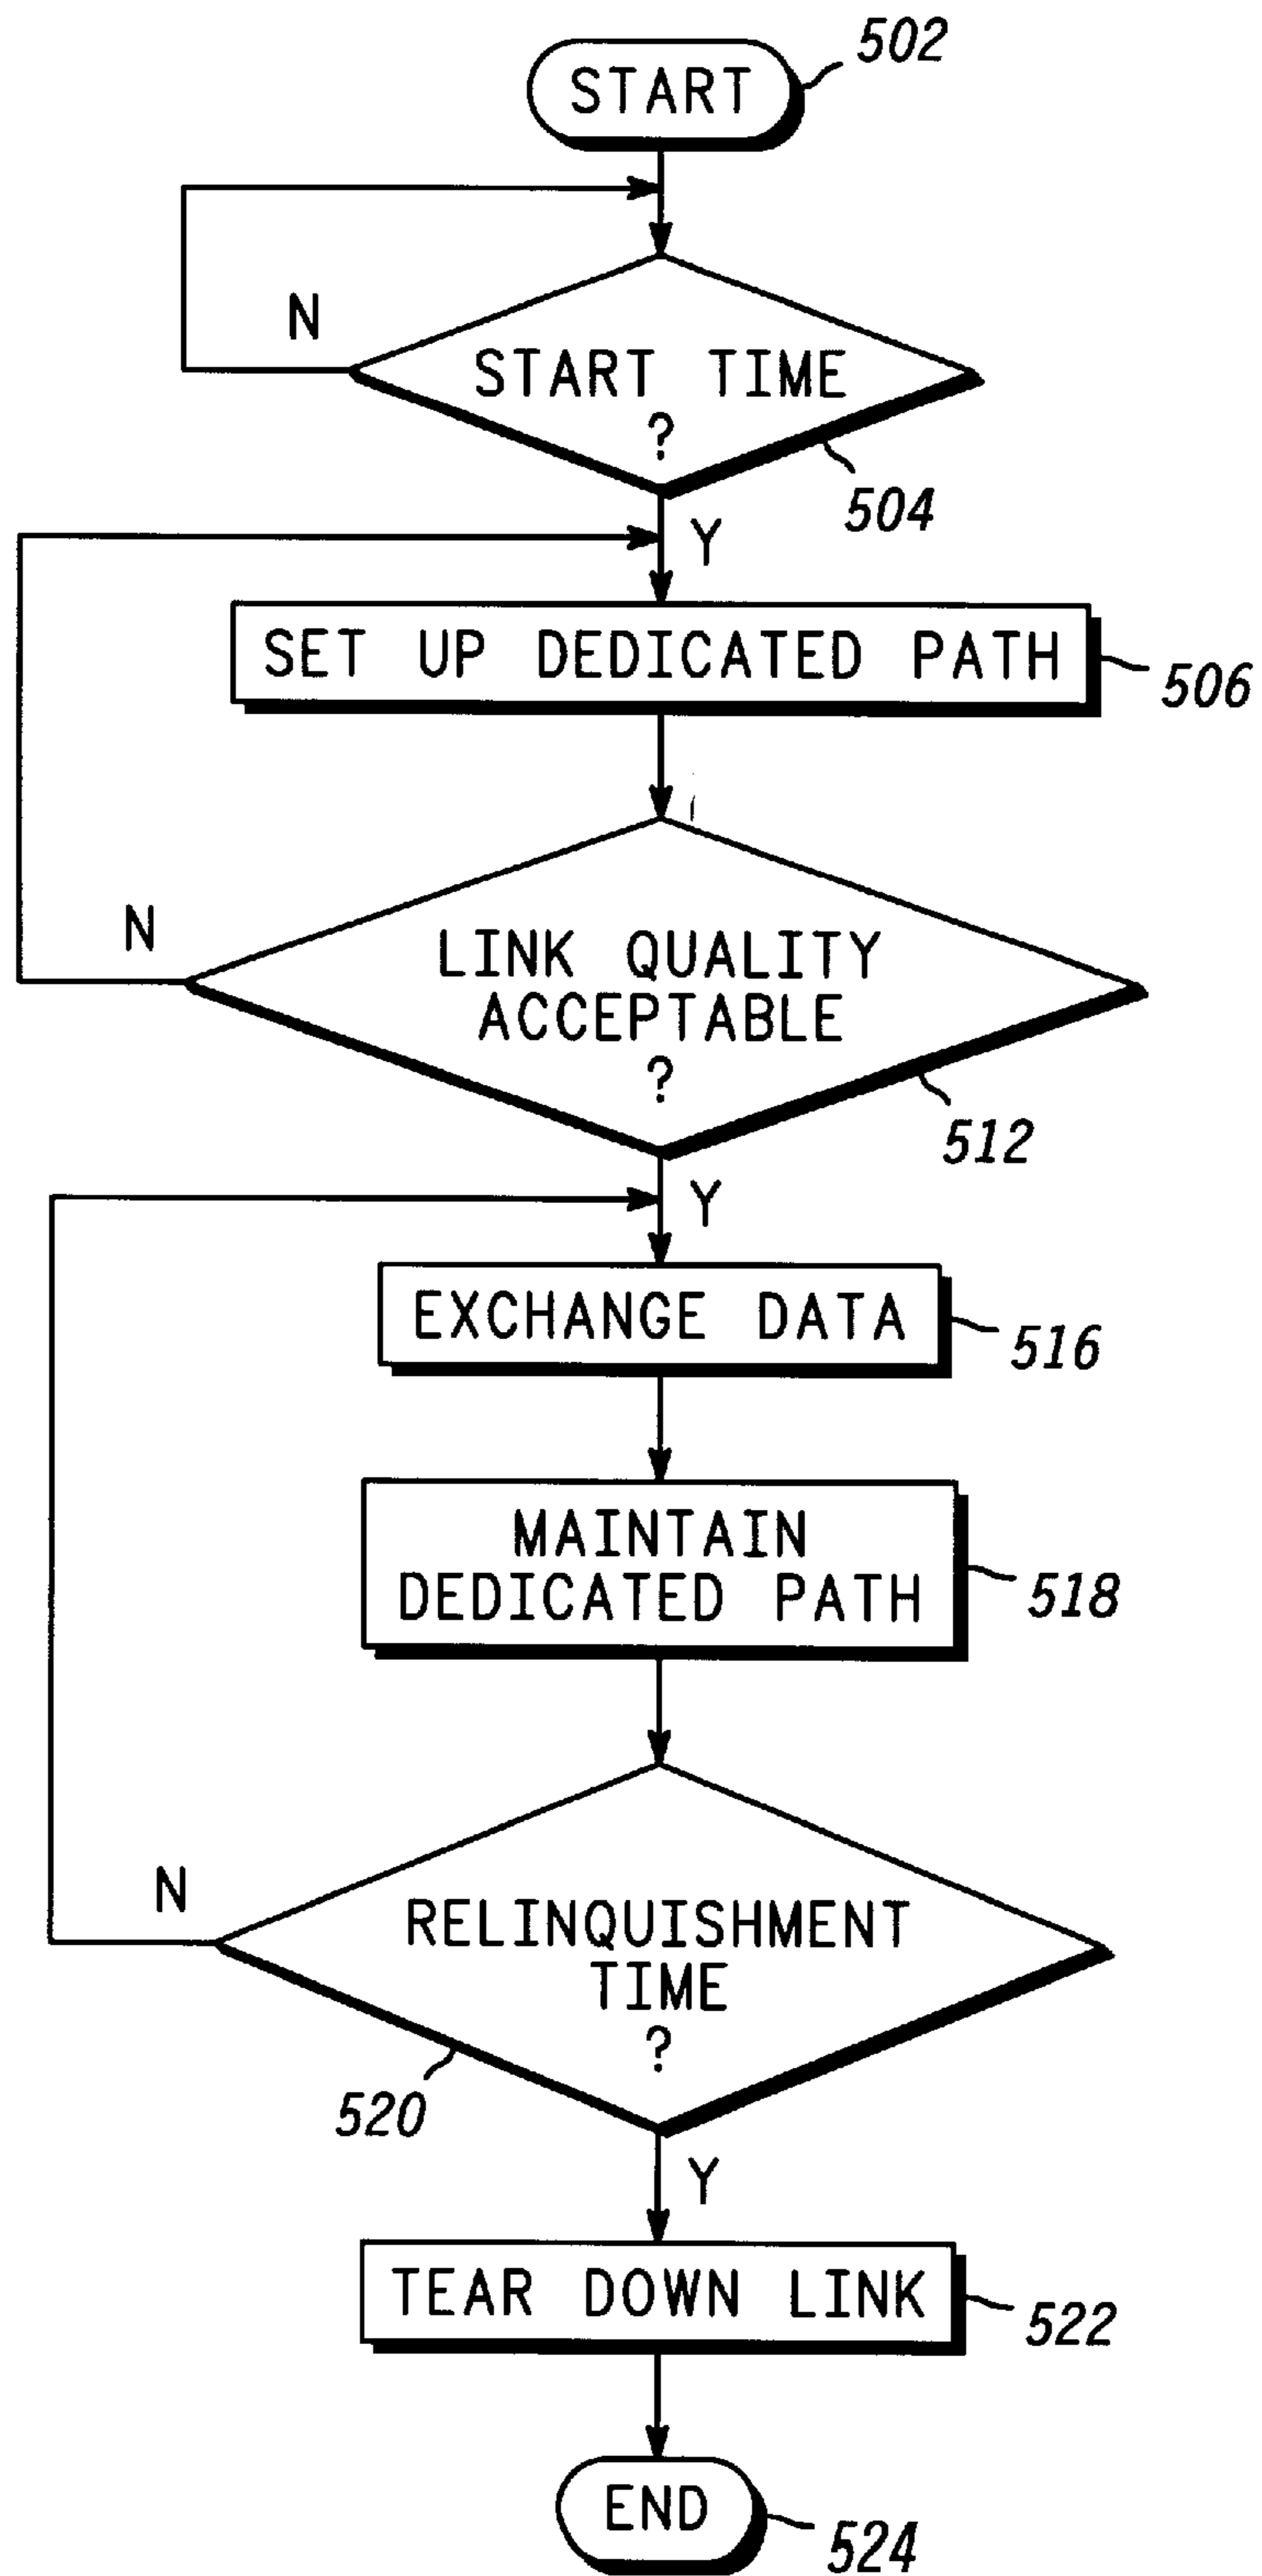 START
502
N
START TIME
?
504
Y
SET UP DEDICATED PATH
506
N
LINK QUALITY
ACCEPTABLE
?
512
Y
EXCHANGE DATA
516
MAINTAIN
DEDICATED PATH
518
N
RELINQUISHMENT
TIME
?
520
Y
TEAR DOWN LINK
522
END
524